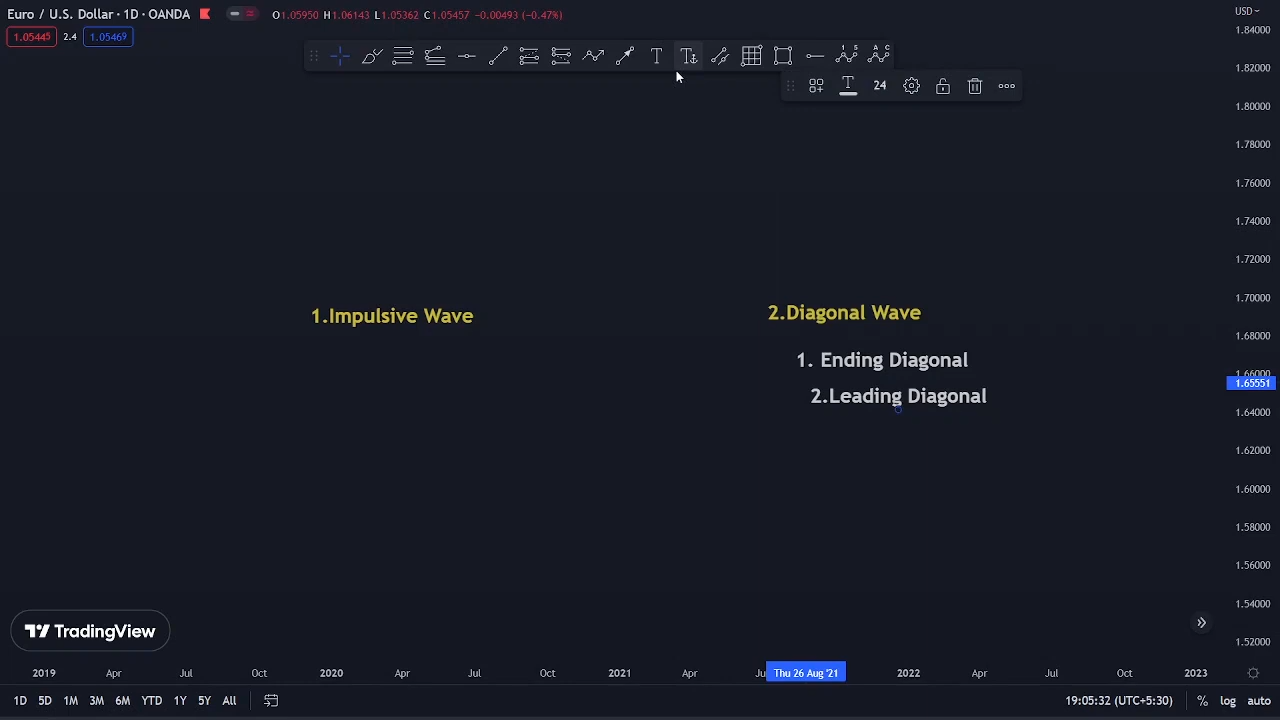 Euro / U.S. Dollar · 1D · OANDA O1.05950 H1.06143 L1.05362 C1.05457 −0.00493 (−0.47%)
USD
1.05445 2.4 1.05469
1.84000
1.82000
24
1.80000
1.78000
1.76000
1.74000
1.72000
1.70000
1.Impulsive Wave
2.Diagonal Wave
1.68000
1. Ending Diagonal
1.66000
1.65551
2.Leading Diagonal
1.64000
1.62000
1.60000
1.58000
1.56000
1.54000
TradingView
1.52000
2019 Apr Jul Oct 2020 Apr Jul Oct 2021 Apr Thu 26 Aug '21 2022 Apr Jul Oct 2023
1D 5D 1M 3M 6M YTD 1Y 5Y All 19:05:32 (UTC+5:30) % log auto